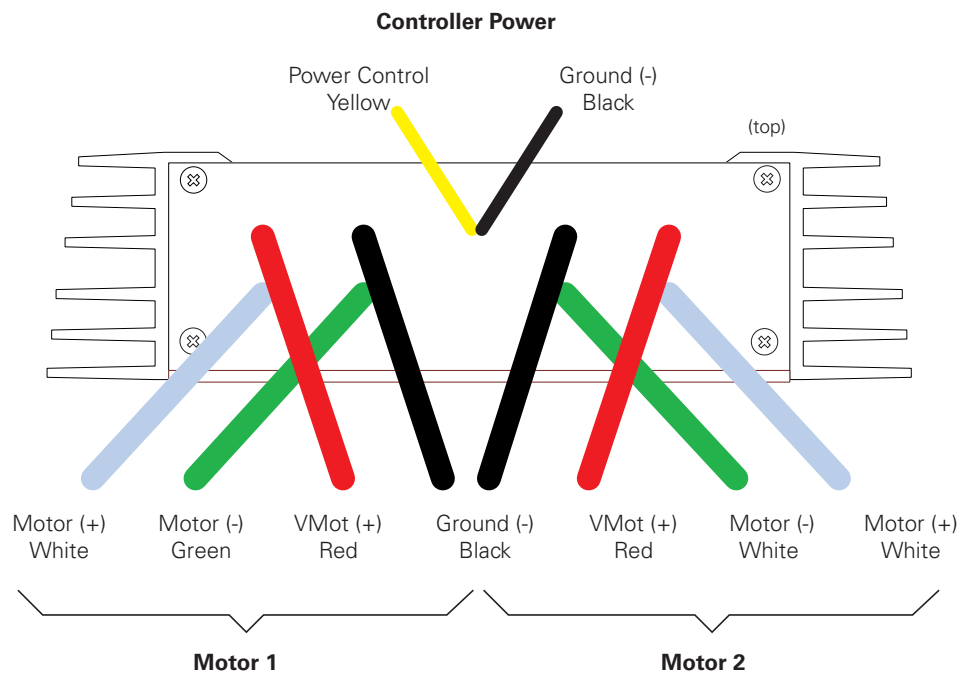 Controller Power
Power Control
Yellow
Ground (-)
Black
(top)
Motor (+)
White
Motor (-)
Green
VMot (+)
Red
Ground (-)
Black
VMot (+)
Red
Motor (-)
White
Motor (+)
White
Motor 1
Motor 2